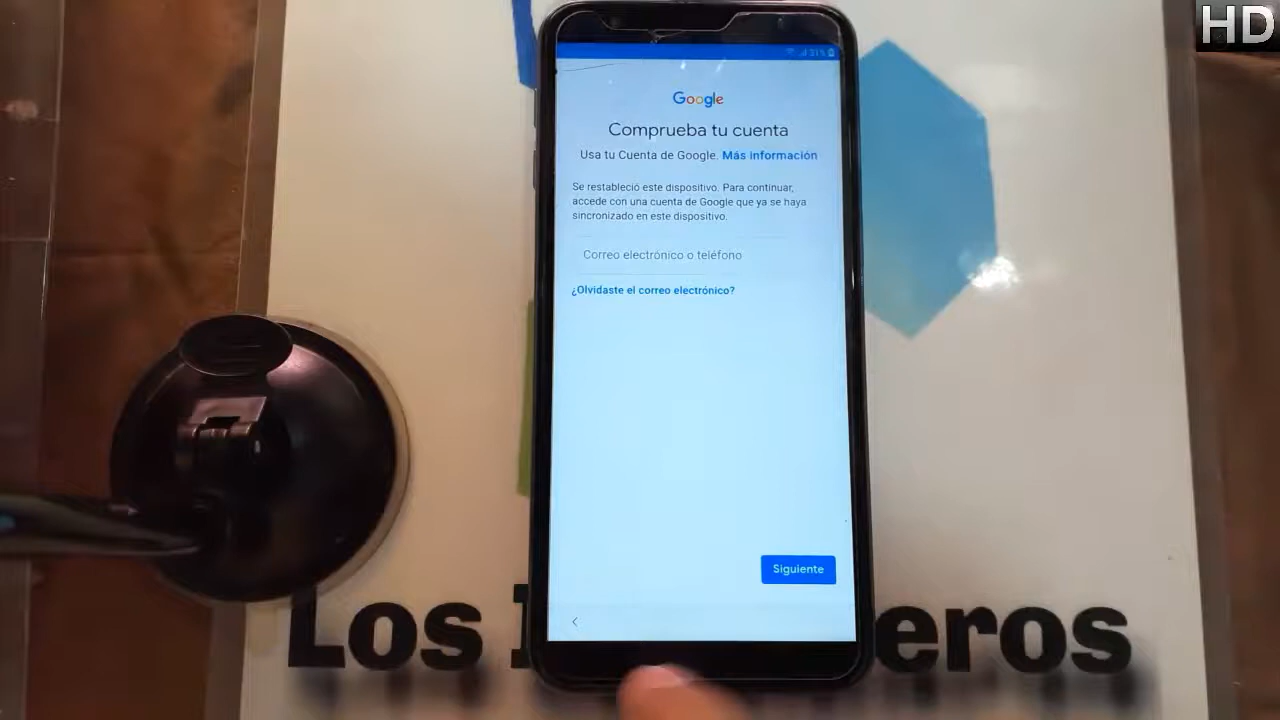 HD
31%
Google
Comprueba tu cuenta
Usa tu Cuenta de Google. Más información
Se restableció este dispositivo. Para continuar,
accede con una cuenta de Google que ya se haya
sincronizado en este dispositivo.
Correo electrónico o teléfono
¿Olvidaste el correo electrónico?
Siguiente
Los eros